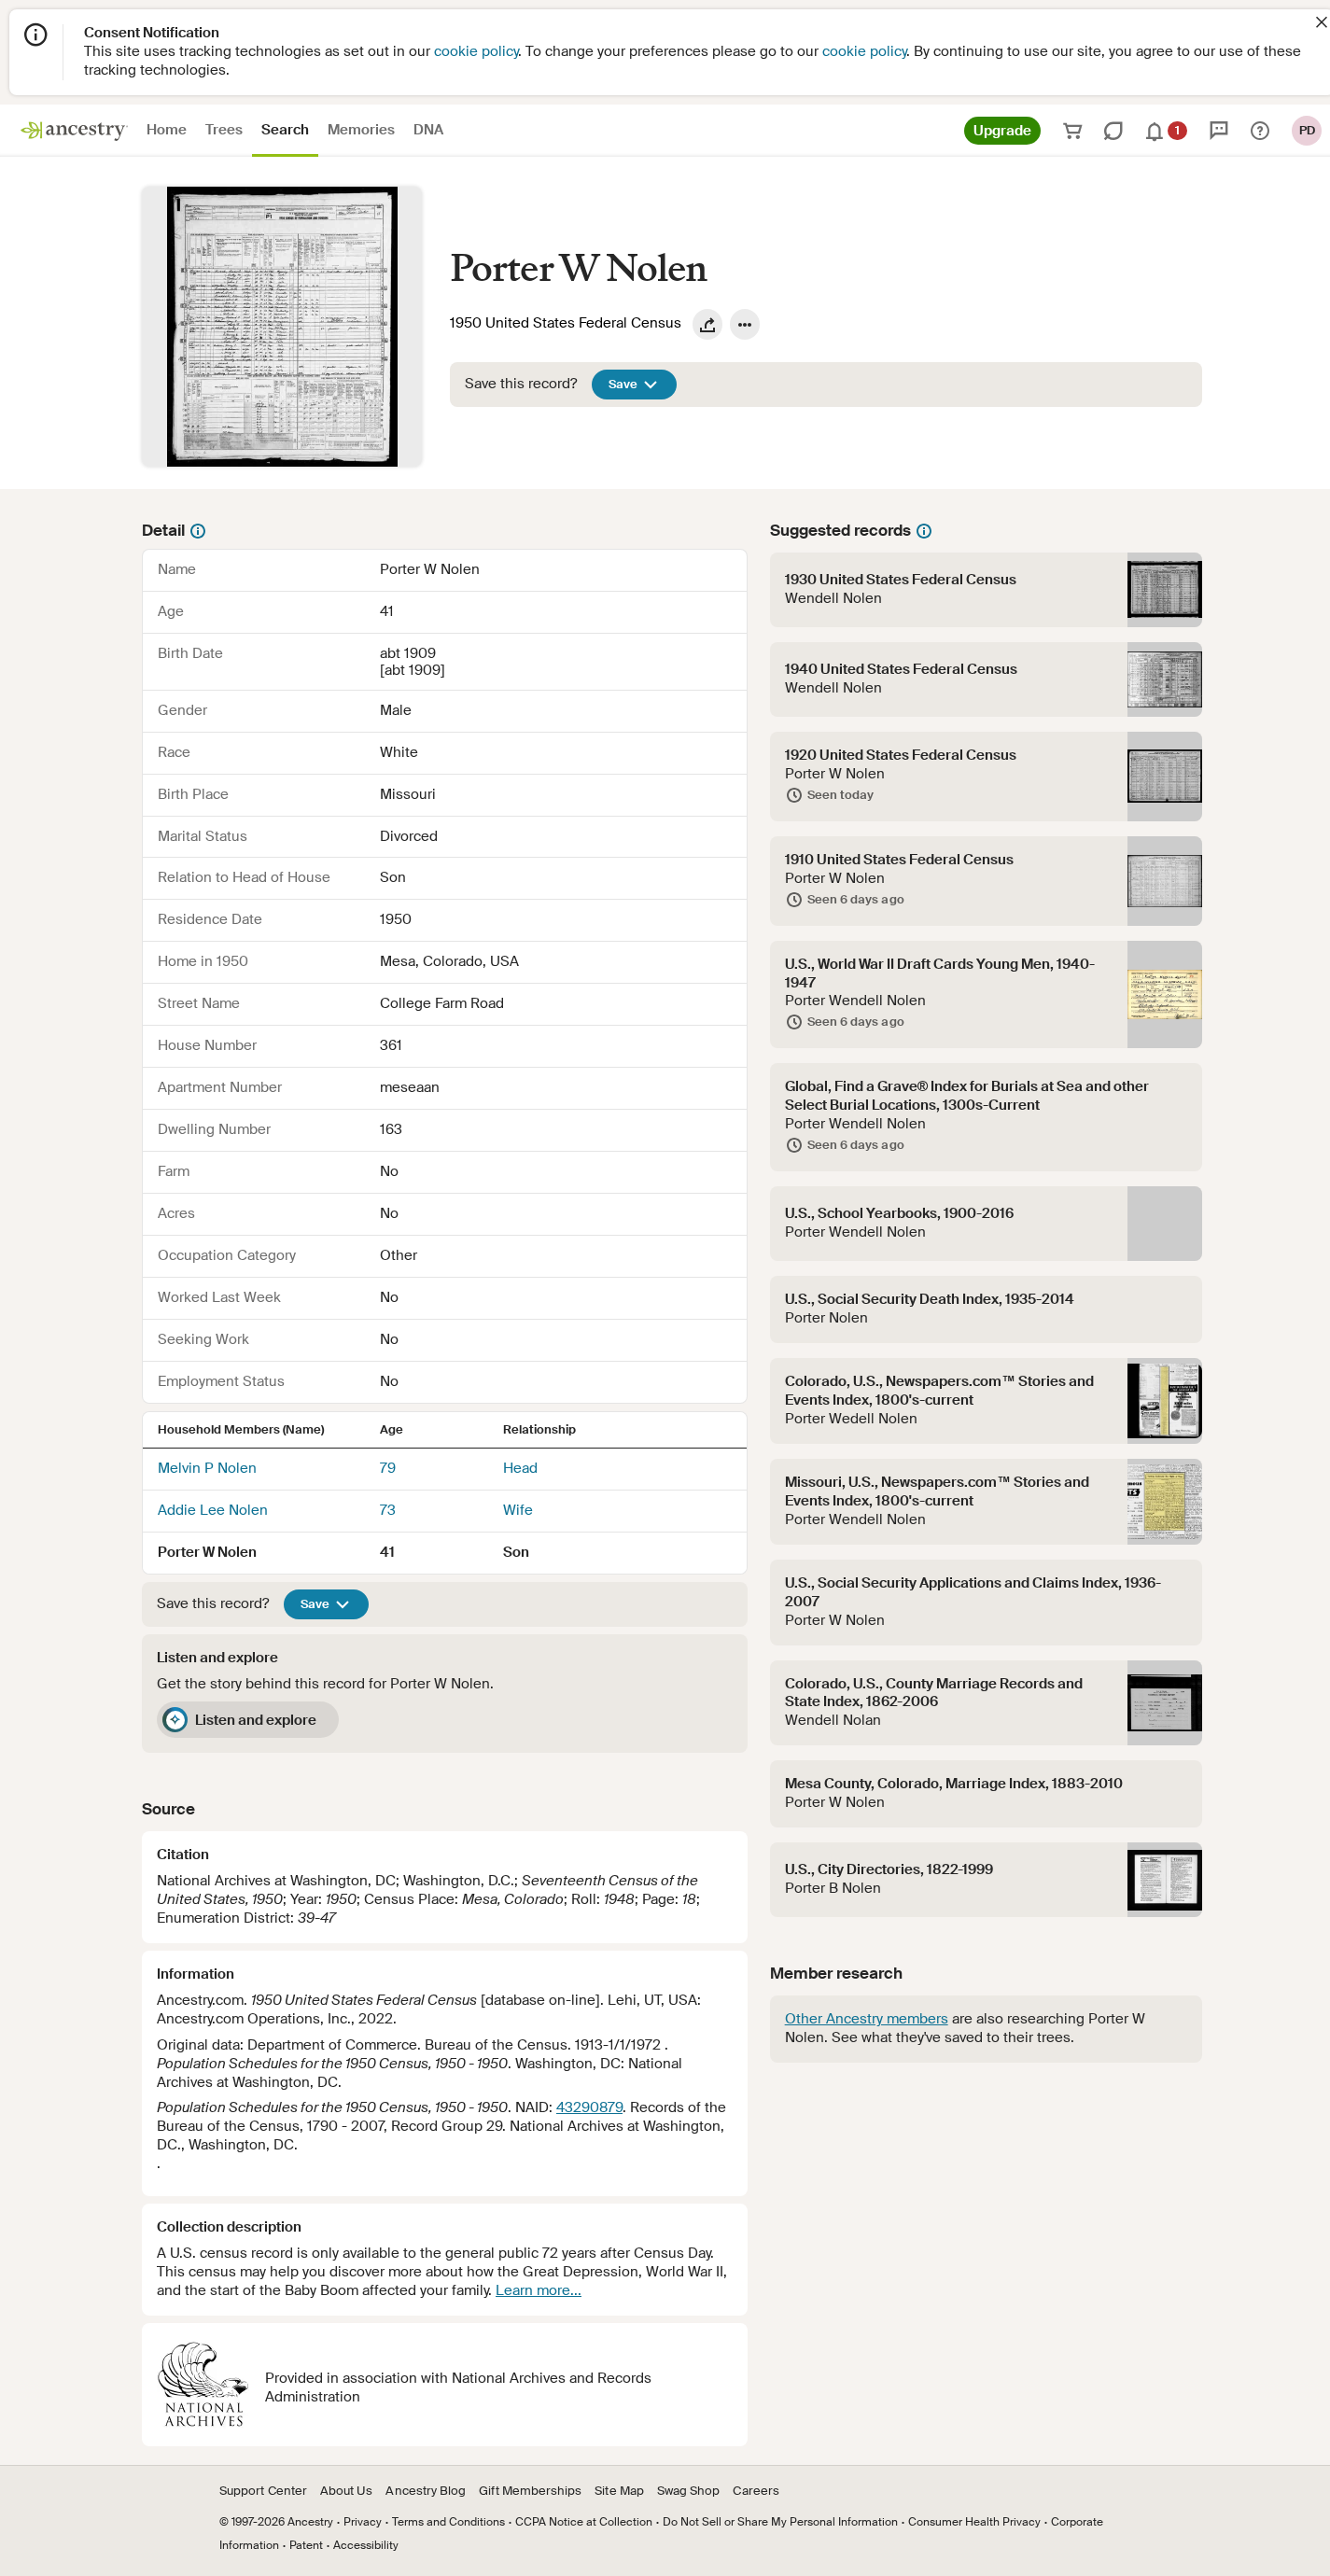 Consent Notification
This site uses tracking technologies as set out in our cookie policy. To change your preferences please go to our cookie policy. By continuing to use our site, you agree to our use of these
tracking technologies.
ancestry Home Trees Search Memories DNA Upgrade 1 PD
Porter W Nolen
1950 United States Federal Census
Save this record? Save
Detail
Name Porter W Nolen
Age 41
Birth Date abt 1909
[abt 1909]
Gender Male
Race White
Birth Place Missouri
Marital Status Divorced
Relation to Head of House Son
Residence Date 1950
Home in 1950 Mesa, Colorado, USA
Street Name College Farm Road
House Number 361
Apartment Number meseaan
Dwelling Number 163
Farm No
Acres No
Occupation Category Other
Worked Last Week No
Seeking Work No
Employment Status No
Household Members (Name) Age Relationship
Melvin P Nolen 79 Head
Addie Lee Nolen 73 Wife
Porter W Nolen 41 Son
Save this record? Save
Listen and explore
Get the story behind this record for Porter W Nolen.
Listen and explore
Source
Citation
National Archives at Washington, DC; Washington, D.C.; Seventeenth Census of the
United States, 1950; Year: 1950; Census Place: Mesa, Colorado; Roll: 1948; Page: 18;
Enumeration District: 39-47
Information
Ancestry.com. 1950 United States Federal Census [database on-line]. Lehi, UT, USA:
Ancestry.com Operations, Inc., 2022.
Original data: Department of Commerce. Bureau of the Census. 1913-1/1/1972 .
Population Schedules for the 1950 Census, 1950 - 1950. Washington, DC: National
Archives at Washington, DC.
Population Schedules for the 1950 Census, 1950 - 1950. NAID: 43290879. Records of the
Bureau of the Census, 1790 - 2007, Record Group 29. National Archives at Washington,
DC., Washington, DC.
.
Collection description
A U.S. census record is only available to the general public 72 years after Census Day.
This census may help you discover more about how the Great Depression, World War II,
and the start of the Baby Boom affected your family. Learn more...
NATIONAL
ARCHIVES
Provided in association with National Archives and Records
Administration
Suggested records
1930 United States Federal Census
Wendell Nolen
1940 United States Federal Census
Wendell Nolen
1920 United States Federal Census
Porter W Nolen
Seen today
1910 United States Federal Census
Porter W Nolen
Seen 6 days ago
U.S., World War II Draft Cards Young Men, 1940-
1947
Porter Wendell Nolen
Seen 6 days ago
Global, Find a Grave® Index for Burials at Sea and other
Select Burial Locations, 1300s-Current
Porter Wendell Nolen
Seen 6 days ago
U.S., School Yearbooks, 1900-2016
Porter Wendell Nolen
U.S., Social Security Death Index, 1935-2014
Porter Nolen
Colorado, U.S., Newspapers.com™ Stories and
Events Index, 1800's-current
Porter Wedell Nolen
Missouri, U.S., Newspapers.com™ Stories and
Events Index, 1800's-current
Porter Wendell Nolen
U.S., Social Security Applications and Claims Index, 1936-
2007
Porter W Nolen
Colorado, U.S., County Marriage Records and
State Index, 1862-2006
Wendell Nolan
Mesa County, Colorado, Marriage Index, 1883-2010
Porter W Nolen
U.S., City Directories, 1822-1999
Porter B Nolen
Member research
Other Ancestry members are also researching Porter W
Nolen. See what they've saved to their trees.
Support Center About Us Ancestry Blog Gift Memberships Site Map Swag Shop Careers
© 1997-2026 Ancestry • Privacy • Terms and Conditions • CCPA Notice at Collection • Do Not Sell or Share My Personal Information • Consumer Health Privacy • Corporate
Information • Patent • Accessibility